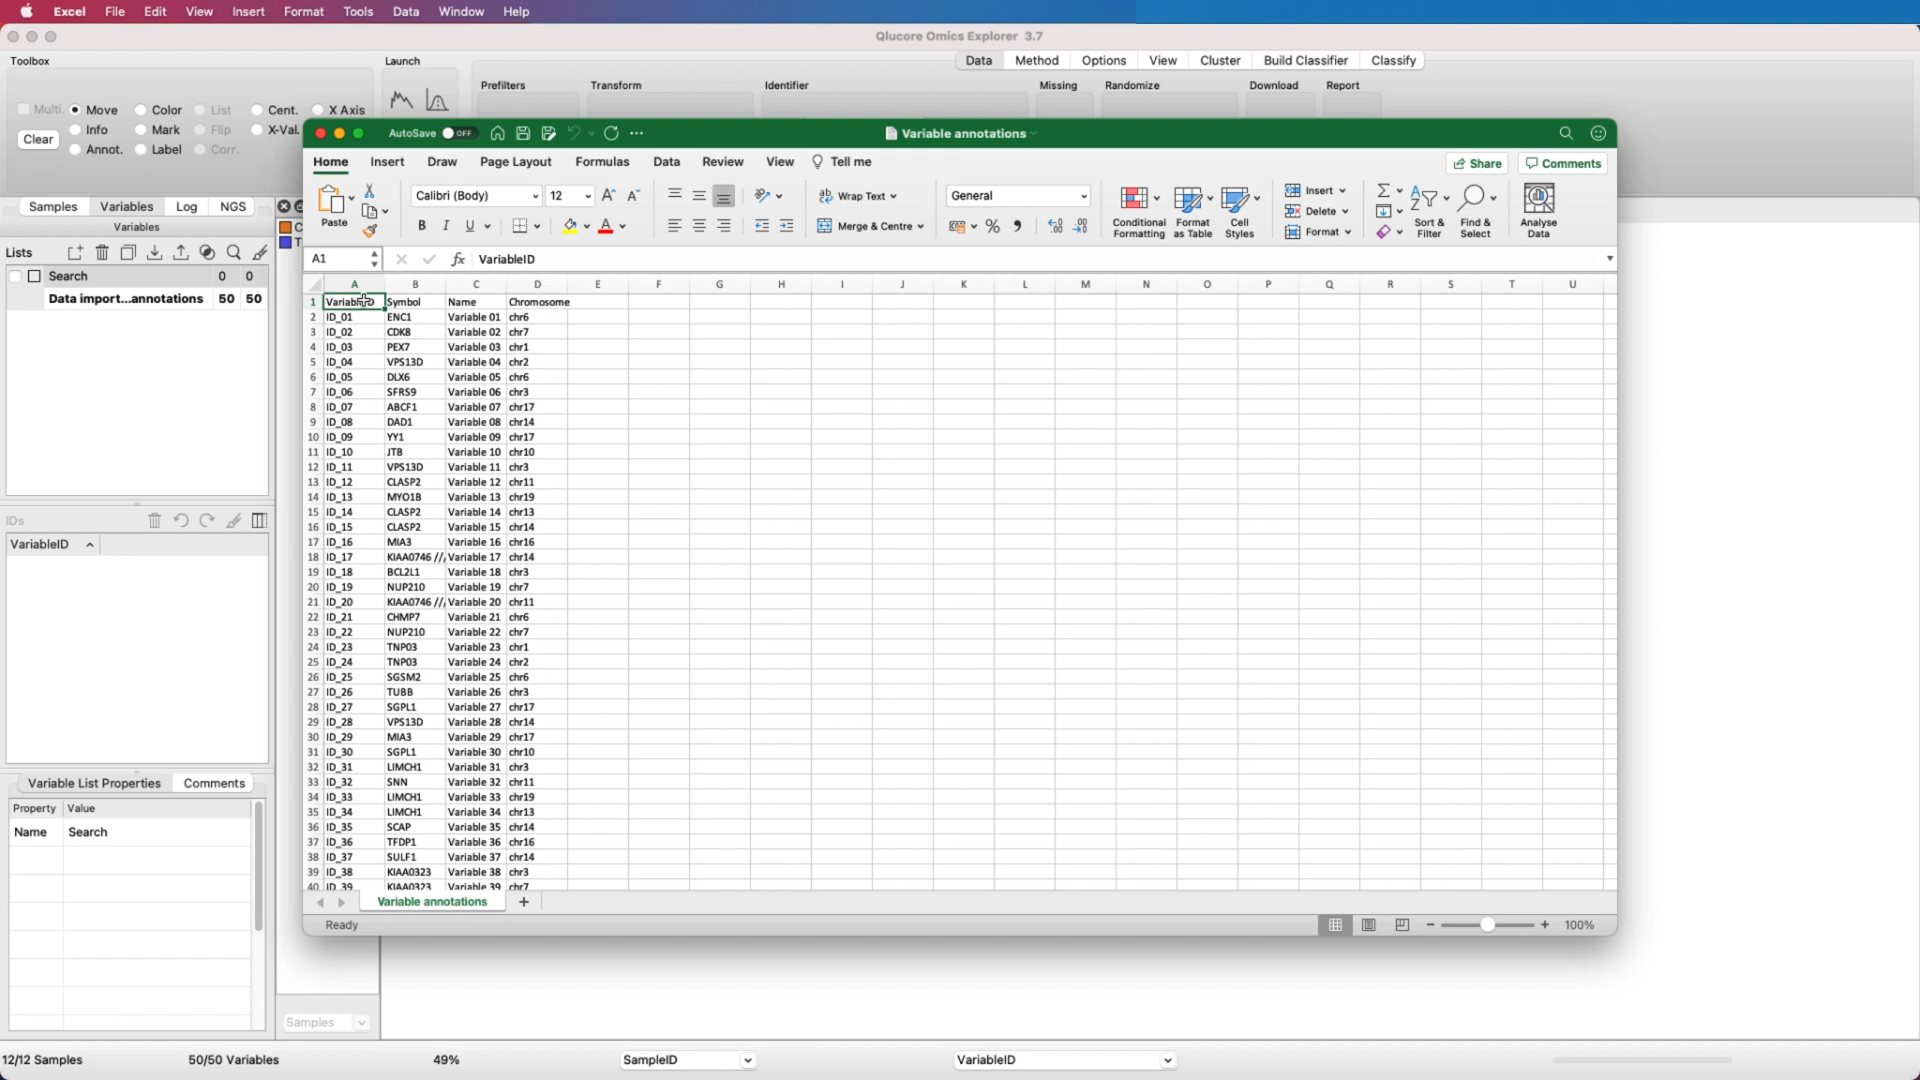 Excel File Edit View Insert Format Tools Data Window Help
Qlucore Omics Explorer 3.7
Toolbox Launch Data Method Options View Cluster Build Classifier Classify
Prefilters Transform Identifier Missing Randomize Download Report
Multi. Move Color List Cent. X Axis
Info Mark Flip X-Val.
Clear
Annot. Label Corr.
AutoSave OFF Variable annotations
Home Insert Draw Page Layout Formulas Data Review View Tell me Share Comments
Paste Calibri (Body) 12 Wrap Text General Insert
Merge & Centre Conditional Formatting Format as Table Cell Styles Delete Format Sort & Filter Find & Select Analyse Data
Samples Variables Log NGS
Variables
Lists
Search 0 0
Data import...annotations 50 50
A1 fx VariableID
A B C D E F G H I J K L M N O P Q R S T U
1 VariableID Symbol Name Chromosome
2 ID_01 ENC1 Variable 01 chr6
3 ID_02 CDK8 Variable 02 chr7
4 ID_03 PEX7 Variable 03 chr1
5 ID_04 VPS13D Variable 04 chr2
6 ID_05 DLX6 Variable 05 chr6
7 ID_06 SFRS9 Variable 06 chr3
8 ID_07 ABCF1 Variable 07 chr17
9 ID_08 DAD1 Variable 08 chr14
10 ID_09 YY1 Variable 09 chr17
11 ID_10 JTB Variable 10 chr10
12 ID_11 VPS13D Variable 11 chr3
13 ID_12 CLASP2 Variable 12 chr11
14 ID_13 MYO1B Variable 13 chr19
15 ID_14 CLASP2 Variable 14 chr13
16 ID_15 CLASP2 Variable 15 chr14
17 ID_16 MIA3 Variable 16 chr16
18 ID_17 KIAA0746 // Variable 17 chr14
19 ID_18 BCL2L1 Variable 18 chr3
20 ID_19 NUP210 Variable 19 chr7
21 ID_20 KIAA0746 // Variable 20 chr11
22 ID_21 CHMP7 Variable 21 chr6
23 ID_22 NUP210 Variable 22 chr7
24 ID_23 TNP03 Variable 23 chr1
25 ID_24 TNP03 Variable 24 chr2
26 ID_25 SGSM2 Variable 25 chr6
27 ID_26 TUBB Variable 26 chr3
28 ID_27 SGPL1 Variable 27 chr17
29 ID_28 VPS13D Variable 28 chr14
30 ID_29 MIA3 Variable 29 chr17
31 ID_30 SGPL1 Variable 30 chr10
32 ID_31 LIMCH1 Variable 31 chr3
33 ID_32 SNN Variable 32 chr11
34 ID_33 LIMCH1 Variable 33 chr19
35 ID_34 LIMCH1 Variable 34 chr13
36 ID_35 SCAP Variable 35 chr14
37 ID_36 TFDP1 Variable 36 chr16
38 ID_37 SULF1 Variable 37 chr14
39 ID_38 KIAA0323 Variable 38 chr3
40 ID_39 KIAA0323 Variable 39 chr7
Variable annotations
Ready 100%
IDs
VariableID
Variable List Properties Comments
Property Value
Name Search
Samples
12/12 Samples 50/50 Variables 49% SampleID VariableID